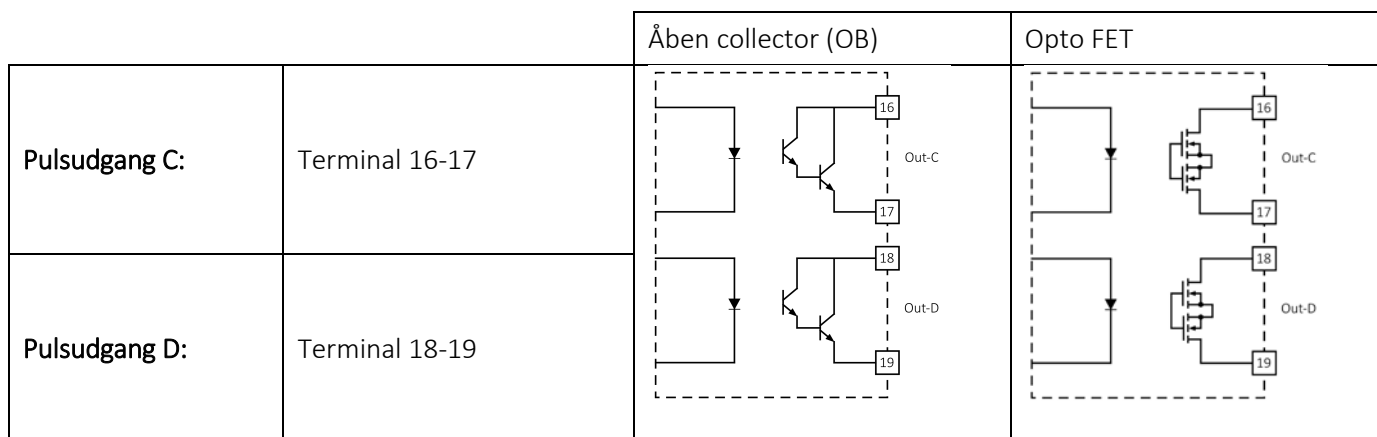 Åben collector (OB)
Opto FET
Pulsudgang C:
Terminal 16-17
16
Out-C
17
18
Out-D
19
16
Out-C
17
18
Out-D
19
Pulsudgang D:
Terminal 18-19